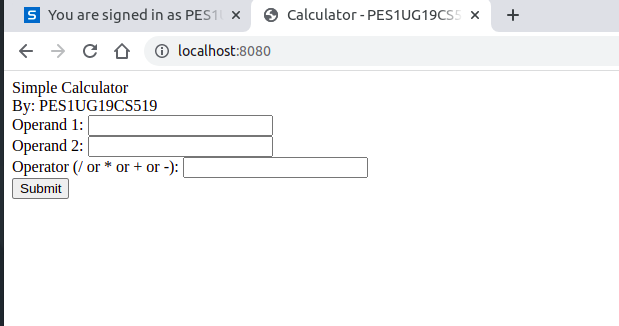 You are signed in as PES1U
Calculator - PES1UG19CS5
localhost:8080
Simple Calculator
By: PES1UG19CS519
Operand 1:
Operand 2:
Operator (/ or * or + or -):
Submit